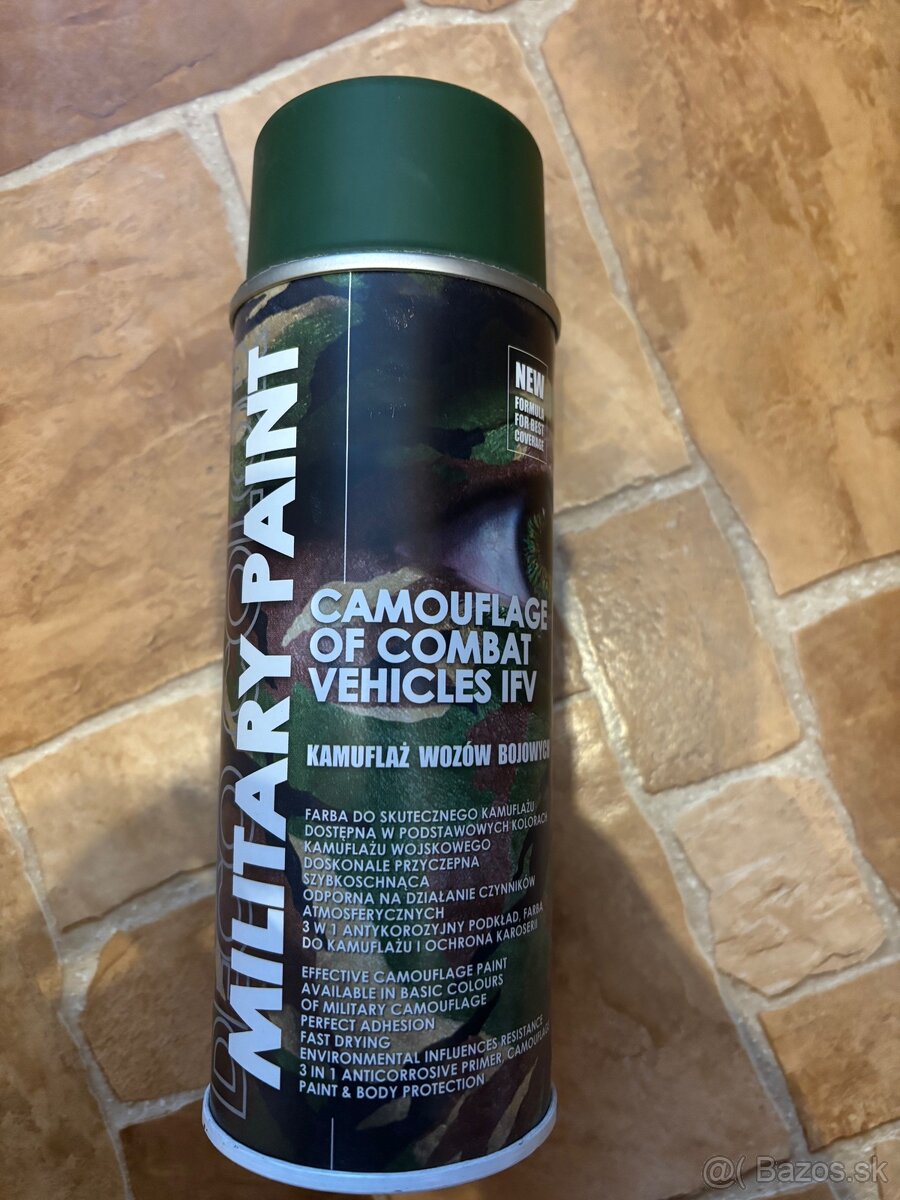 MILITARY PAINT
NEW
FORMULA
FOR BEST
COVERAGE
CAMOUFLAGE
OF COMBAT
VEHICLES IFV
KAMUFLAŻ WOZÓW BOJOWYCH
FARBA DO SKUTECZNEGO KAMUFLAŻU
DOSTĘPNA W PODSTAWOWYCH KOLORACH
KAMUFLAŻU WOJSKOWEGO
DOSKONALE PRZYCZEPNA
SZYBKOSCHNĄCA
ODPORNA NA DZIAŁANIE CZYNNIKÓW
ATMOSFERYCZNYCH
3 W 1 ANTYKOROZYJNY PODKŁAD, FARBA
DO KAMUFLAŻU I OCHRONA KAROSERII
EFFECTIVE CAMOUFLAGE PAINT
AVAILABLE IN BASIC COLOURS
OF MILITARY CAMOUFLAGE
PERFECT ADHESION
FAST DRYING
ENVIRONMENTAL INFLUENCES RESISTANCE
3 IN 1 ANTICORROSIVE PRIMER, CAMOUFLAGE
PAINT & BODY PROTECTION
@( Bazos.sk